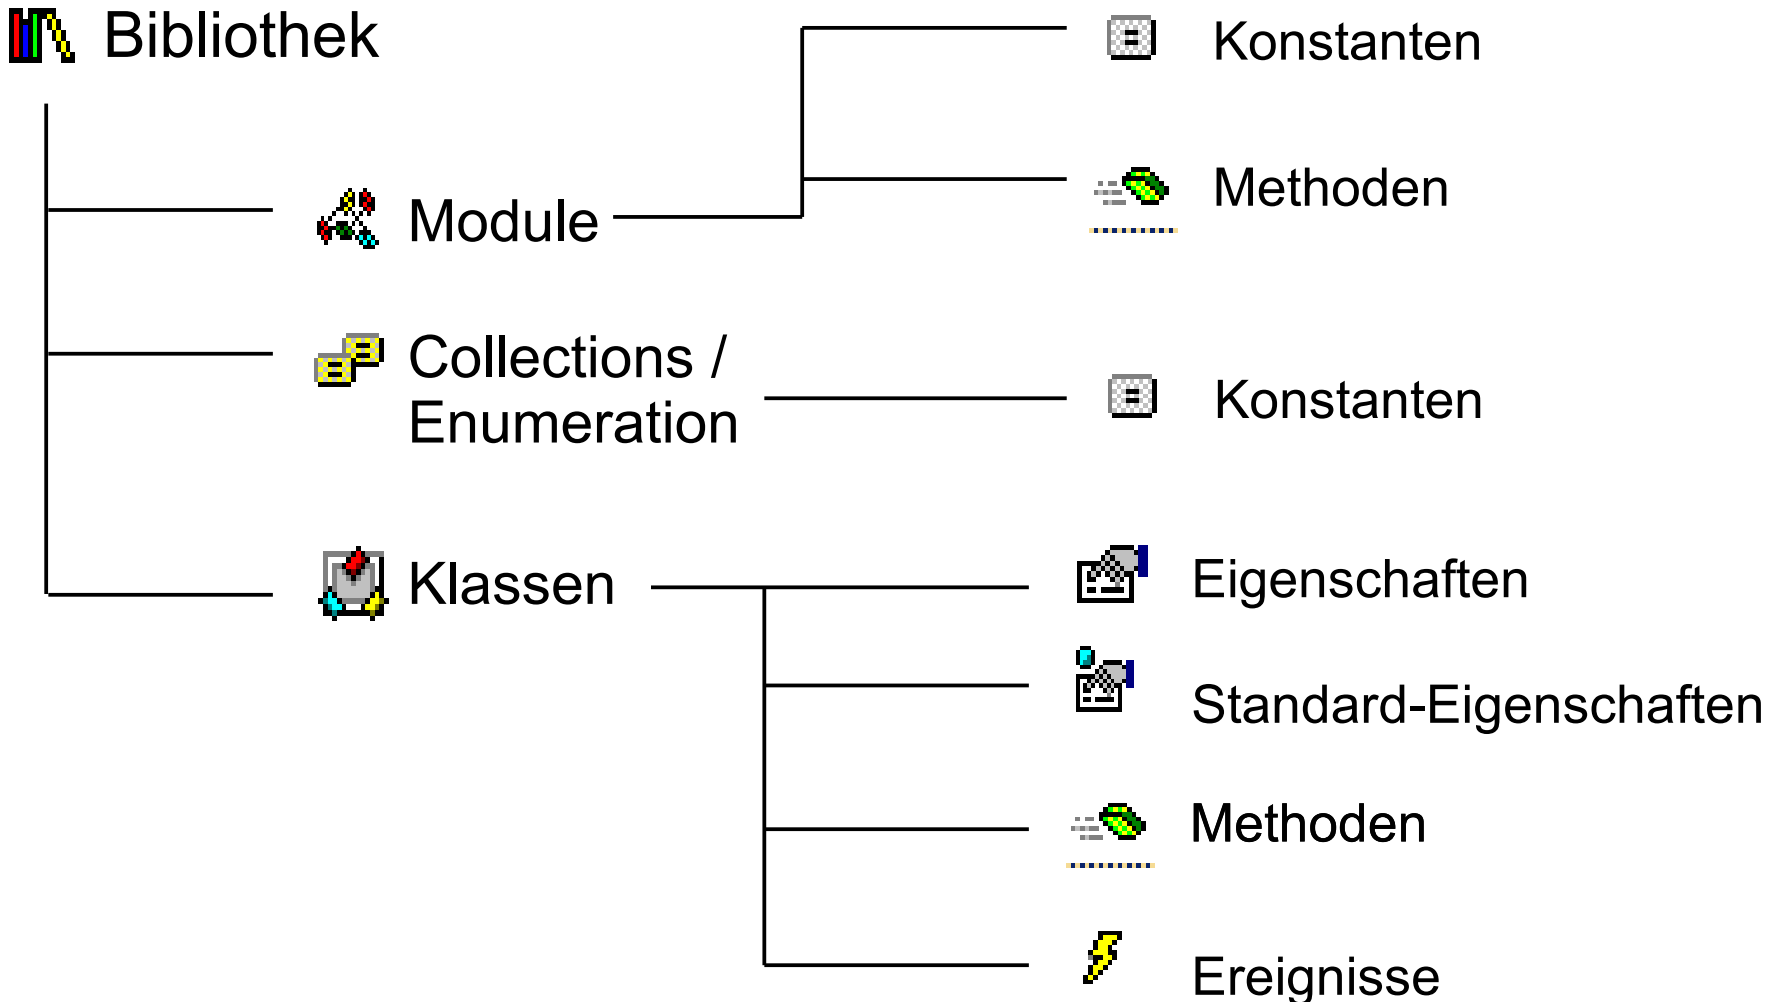 Bibliothek
Module
Konstanten
Methoden
Collections /
Enumeration
Konstanten
Klassen
Eigenschaften
Standard-Eigenschaften
Methoden
Ereignisse